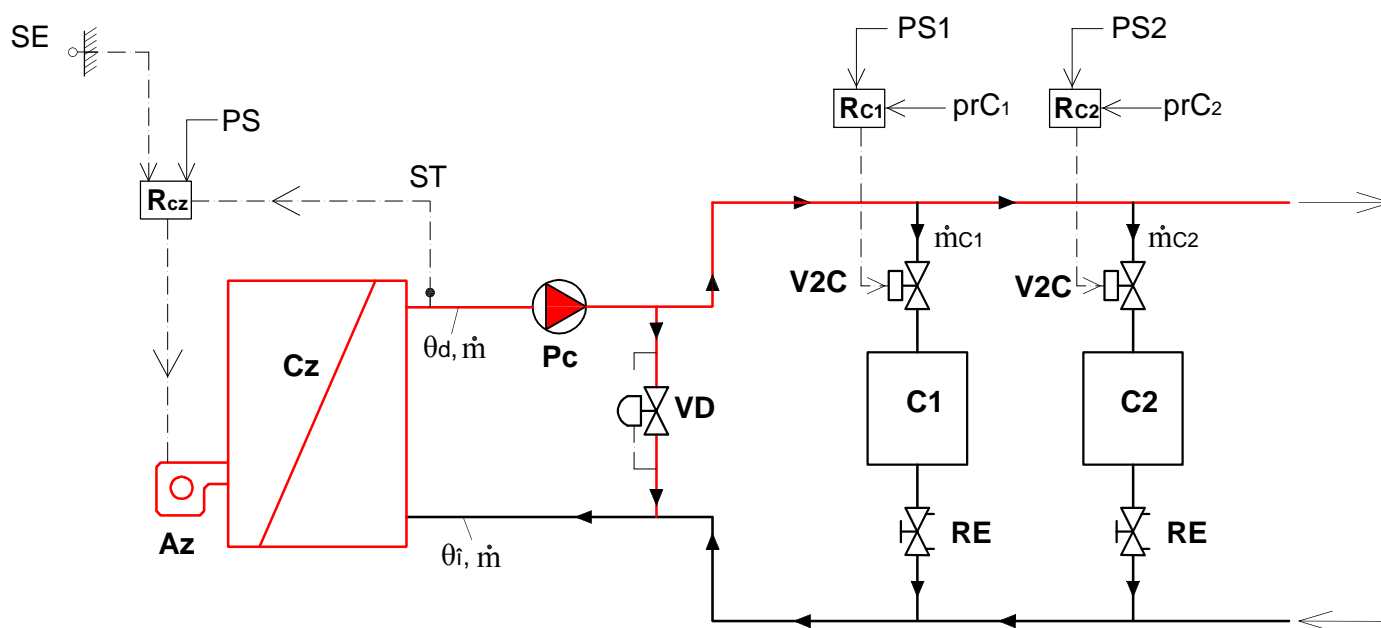 SE
PS1
PS2
RC1
prC1
RC2
prC2
PS
Rcz
ST
ṁC1
ṁC2
V2C
V2C
θd, ṁ
Pc
Cz
VD
C1
C2
Az
θî, ṁ
RE
RE